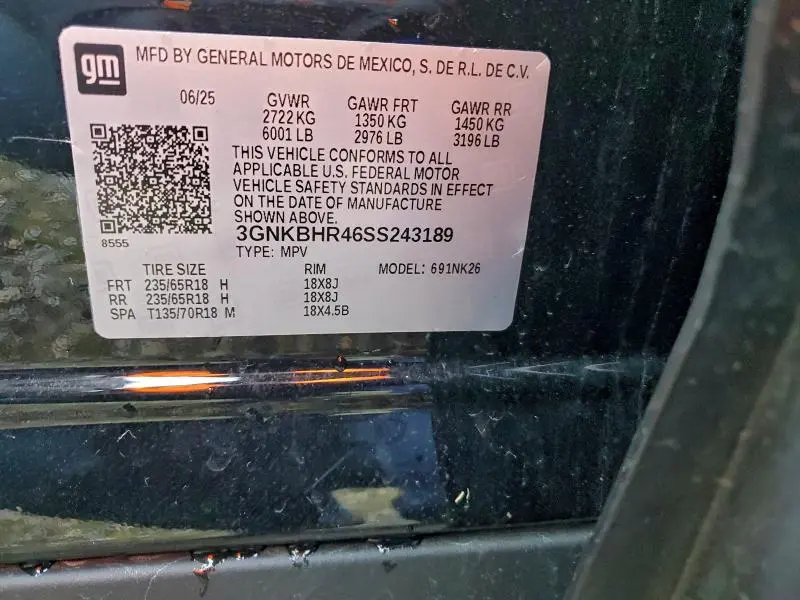 gm
MFD BY GENERAL MOTORS DE MEXICO, S. DE R.L. DE C.V.
06/25 GVWR GAWR FRT GAWR RR
2722 KG 1350 KG 1450 KG
6001 LB 2976 LB 3196 LB
THIS VEHICLE CONFORMS TO ALL
APPLICABLE U.S. FEDERAL MOTOR
VEHICLE SAFETY STANDARDS IN EFFECT
ON THE DATE OF MANUFACTURE
SHOWN ABOVE.
8555
3GNKBHR46SS243189
TYPE: MPV
TIRE SIZE RIM MODEL: 691NK26
FRT 235/65R18 H 18X8J
RR 235/65R18 H 18X8J
SPA T135/70R18 M 18X4.5B